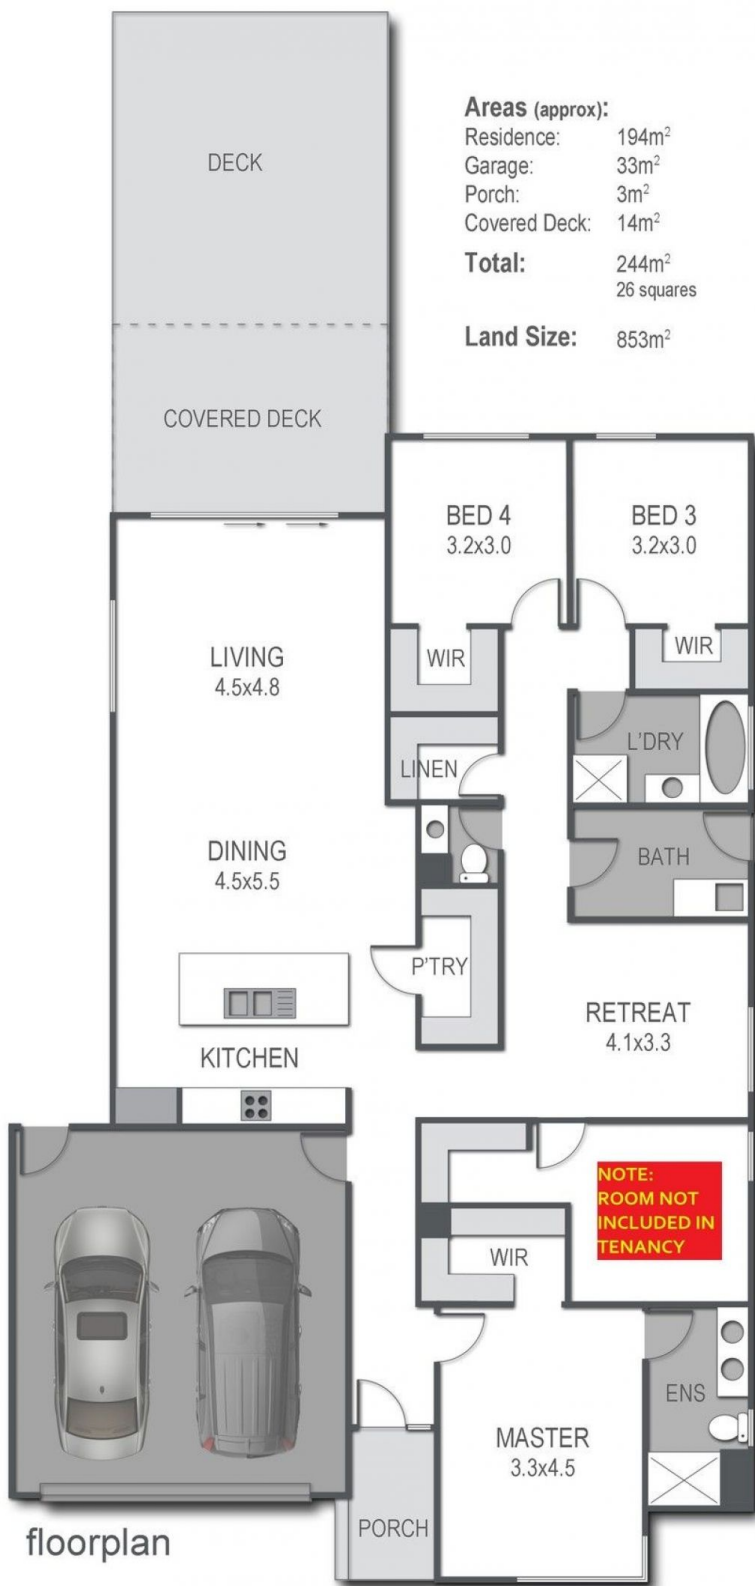 Areas (approx):
Residence: 194m²
Garage: 33m²
Porch: 3m²
Covered Deck: 14m²
Total: 244m²
26 squares
Land Size: 853m²
DECK
COVERED DECK
BED 4
3.2x3.0
BED 3
3.2x3.0
WIR
WIR
LIVING
4.5x4.8
L'DRY
LINEN
DINING
4.5x5.5
BATH
P'TRY
RETREAT
4.1x3.3
KITCHEN
NOTE:
ROOM NOT
INCLUDED IN
TENANCY
WIR
ENS
MASTER
3.3x4.5
PORCH
floorplan